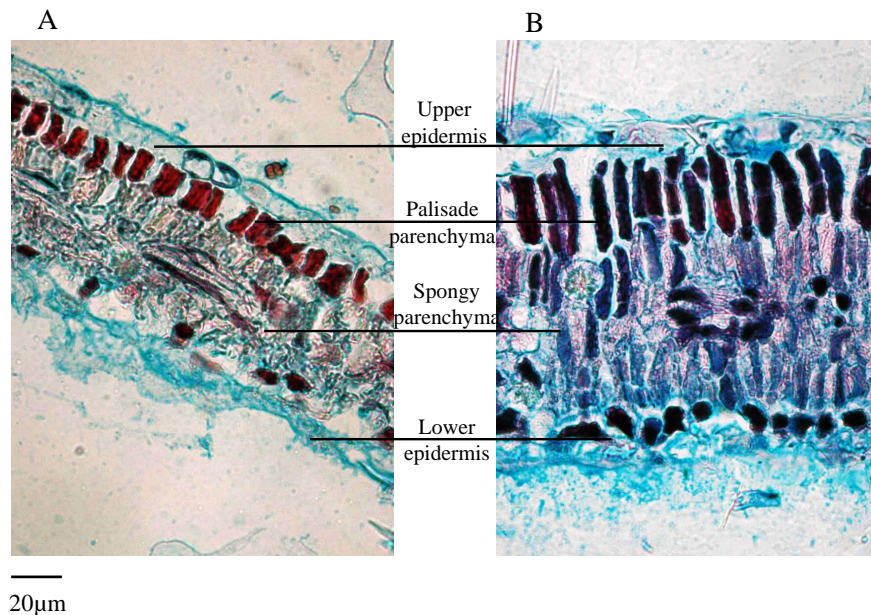 A
B
Upper
epidermis
Palisade
parenchyma
Spongy
parenchyma
Lower
epidermis
20µm